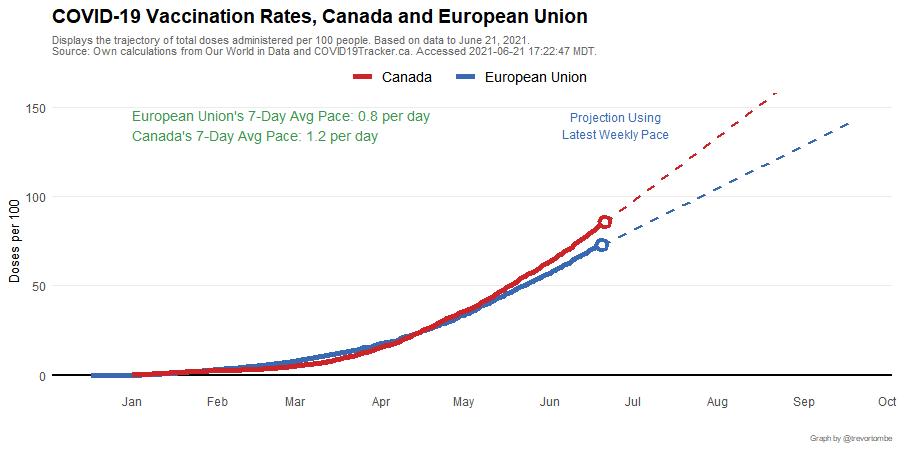 COVID-19 Vaccination Rates, Canada and European Union
Displays the trajectory of total doses administered per 100 people. Based on data to June 21, 2021.
Source: Own calculations from Our World in Data and COVID19Tracker.ca. Accessed 2021-06-21 17:22:47 MDT.
Canada
European Union
150
European Union's 7-Day Avg Pace: 0.8 per day
Canada's 7-Day Avg Pace: 1.2 per day
Projection Using
Latest Weekly Pace
100
Doses per 100
50
0
Jan
Feb
Mar
Apr
May
Jun
Jul
Aug
Sep
Oct
Graph by @trevortombe